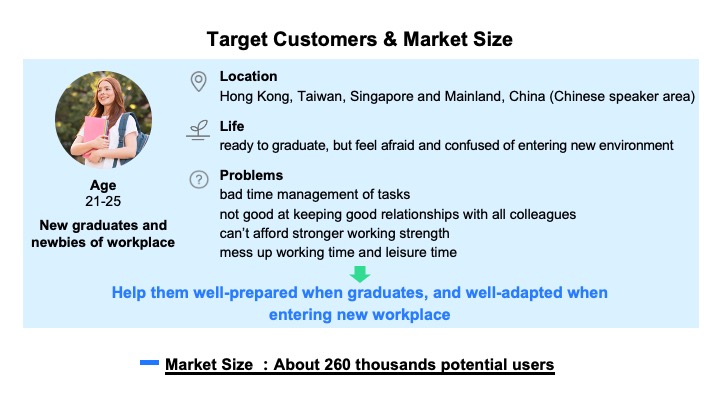 Target Customers & Market Size
Age
21-25
New graduates and
newbies of workplace
Location
Hong Kong, Taiwan, Singapore and Mainland, China (Chinese speaker area)
Life
ready to graduate, but feel afraid and confused of entering new environment
Problems
bad time management of tasks
not good at keeping good relationships with all colleagues
can’t afford stronger working strength
mess up working time and leisure time
Help them well-prepared when graduates, and well-adapted when
entering new workplace
Market Size ：About 260 thousands potential users